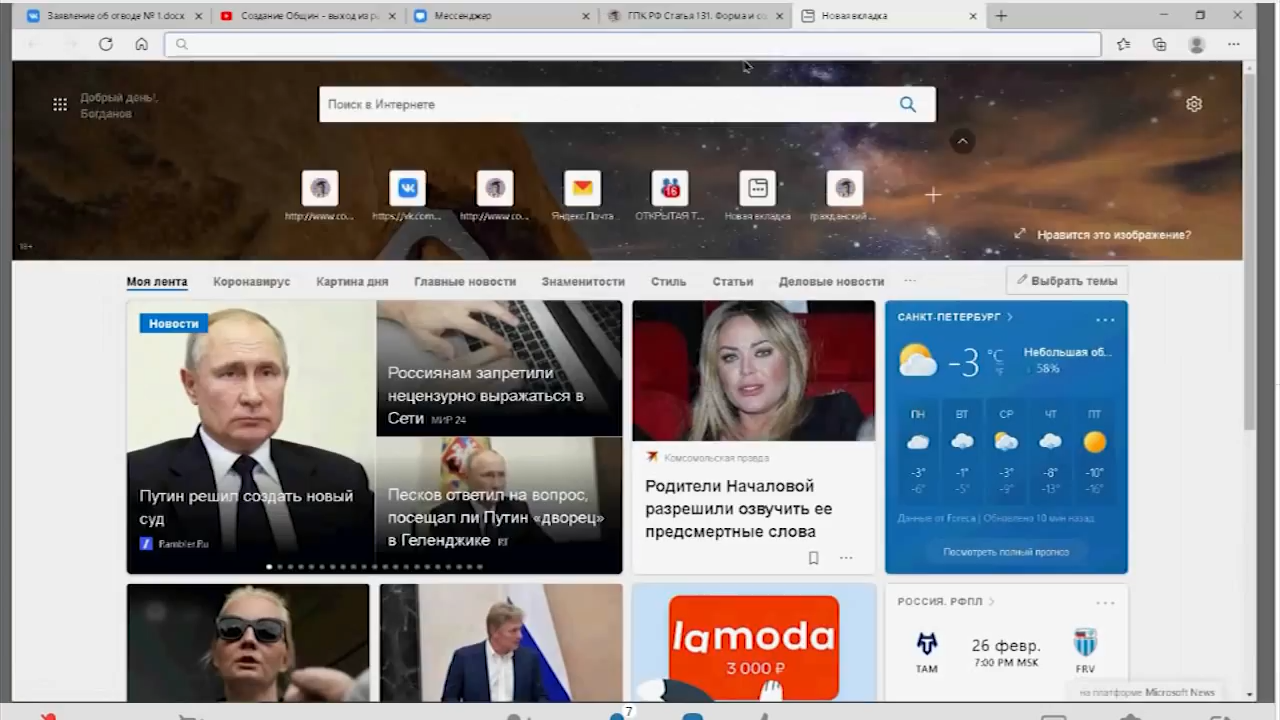 Заявление об отводе № 1.docx
Создание Общин - выход из ра
Мессенджер
ГПК РФ Статья 131. Форма и со
Новая вкладка
Добрый день!,
Богданов
Поиск в Интернете
http://www.co...
https://vk.com...
http://www.co...
Яндекс.Почта...
ОТКРЫТАЯ Т...
Новая вкладка
гражданский ...
18+
Нравится это изображение?
Моя лента
Коронавирус
Картина дня
Главные новости
Знаменитости
Стиль
Статьи
Деловые новости
...
Выбрать темы
Новости
Путин решил создать новый
суд
Rambler.Ru
Россиянам запретили
нецензурно выражаться в
Сети МИР 24
Песков ответил на вопрос,
посещал ли Путин «дворец»
в Геленджике RT
Комсомольская правда
Родители Началовой
разрешили озвучить ее
предсмертные слова
САНКТ-ПЕТЕРБУРГ
-3 °C
°F
Небольшая об...
58%
ПН ВТ СР ЧТ ПТ
-3° -1° -3° -8° -10°
-6° -5° -9° -13° -16°
Данные от Foreca | Обновлено 10 мин назад
Посмотреть полный прогноз
lamoda
3 000 ₽
РОССИЯ. РФПЛ
26 февр.
7:00 PM MSK
TAM
FRV
на платформе Microsoft News
7